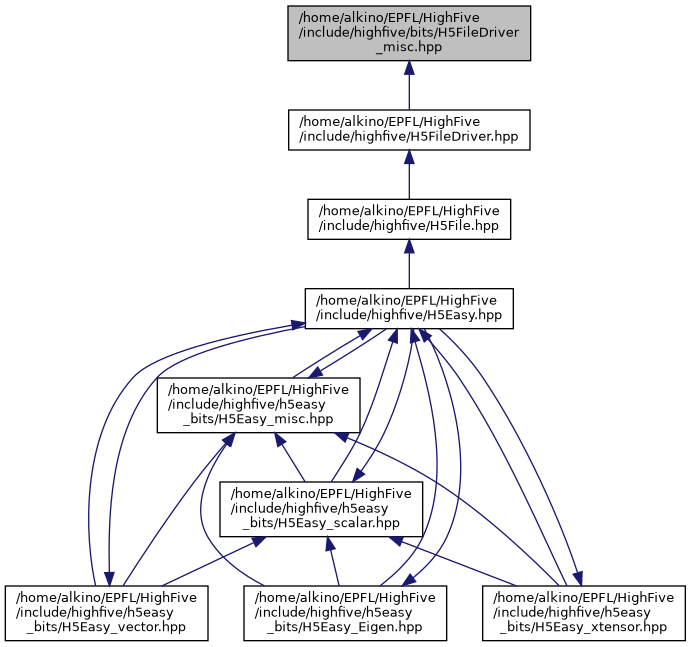 /home/alkino/EPFL/HighFive
/include/highfive/bits/H5FileDriver
_misc.hpp
/home/alkino/EPFL/HighFive
/include/highfive/H5FileDriver.hpp
/home/alkino/EPFL/HighFive
/include/highfive/H5File.hpp
/home/alkino/EPFL/HighFive
/include/highfive/H5Easy.hpp
/home/alkino/EPFL/HighFive
/include/highfive/h5easy
_bits/H5Easy_misc.hpp
/home/alkino/EPFL/HighFive
/include/highfive/h5easy
_bits/H5Easy_scalar.hpp
/home/alkino/EPFL/HighFive
/include/highfive/h5easy
_bits/H5Easy_vector.hpp
/home/alkino/EPFL/HighFive
/include/highfive/h5easy
_bits/H5Easy_Eigen.hpp
/home/alkino/EPFL/HighFive
/include/highfive/h5easy
_bits/H5Easy_xtensor.hpp